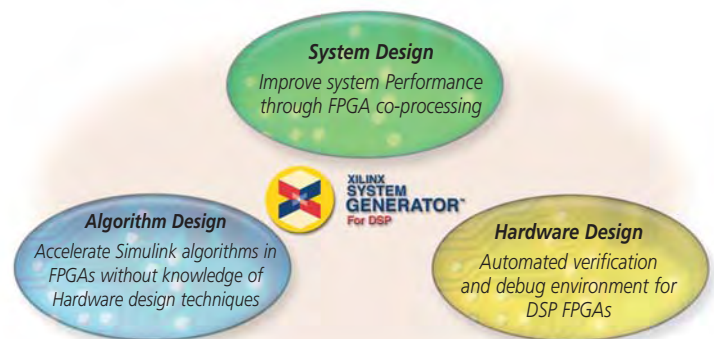 System Design
Improve system Performance
through FPGA co-processing
XILINX
SYSTEM
GENERATOR™
For DSP
Algorithm Design
Accelerate Simulink algorithms in
FPGAs without knowledge of
Hardware design techniques
Hardware Design
Automated verification
and debug environment for
DSP FPGAs